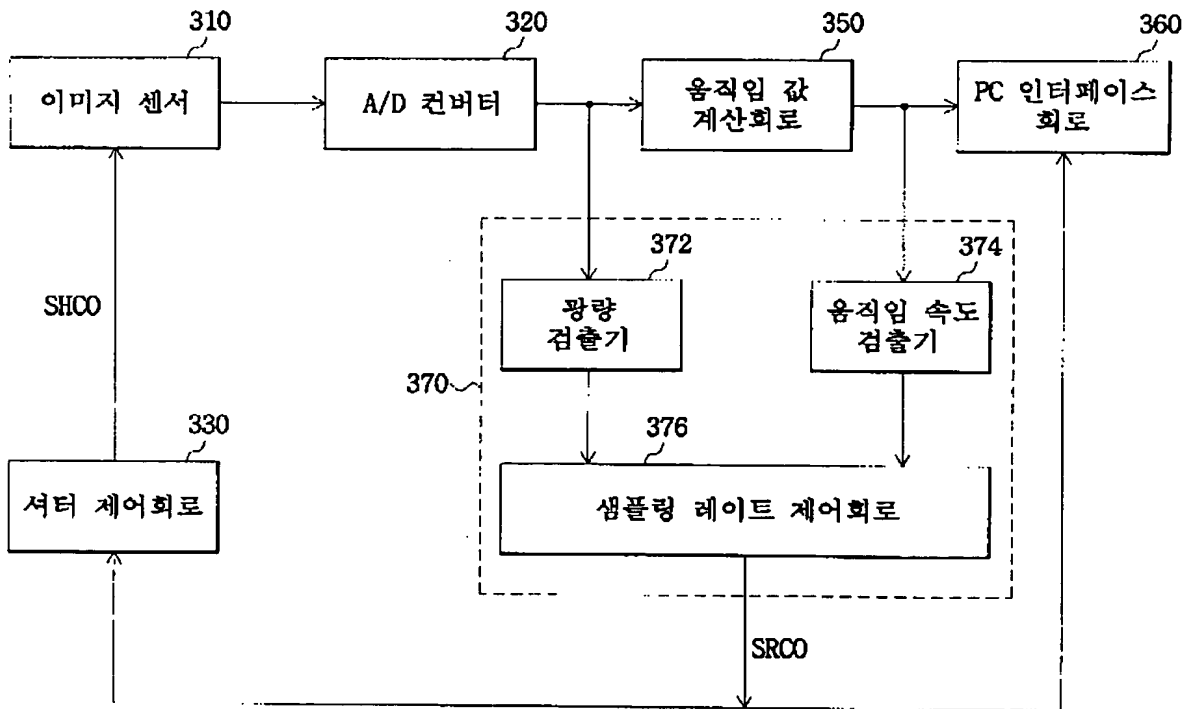 310
320
350
360
이미지 센서
A/D 컨버터
움직임 값
계산회로
PC 인터페이스
회로
372
374
SHCO
광량
검출기
움직임 속도
검출기
370
330
376
셔터 제어회로
샘플링 레이트 제어회로
SRCO